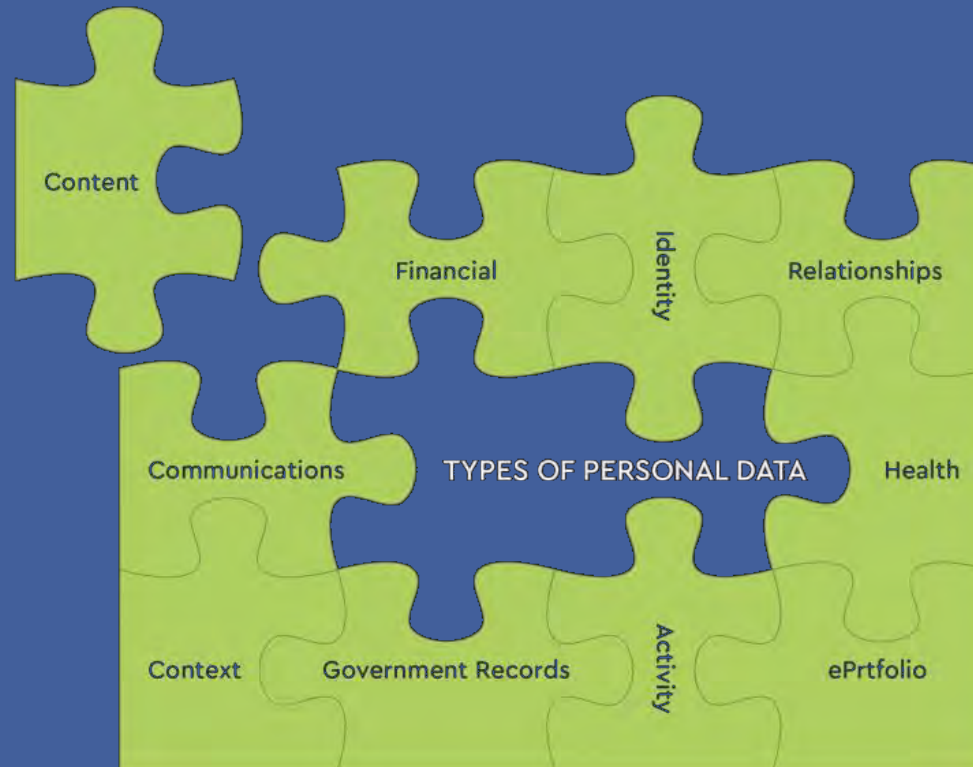 Content
Financial
Identity
Relationships
Communications
TYPES OF PERSONAL DATA
Health
Context
Government Records
Activity
ePrtfolio